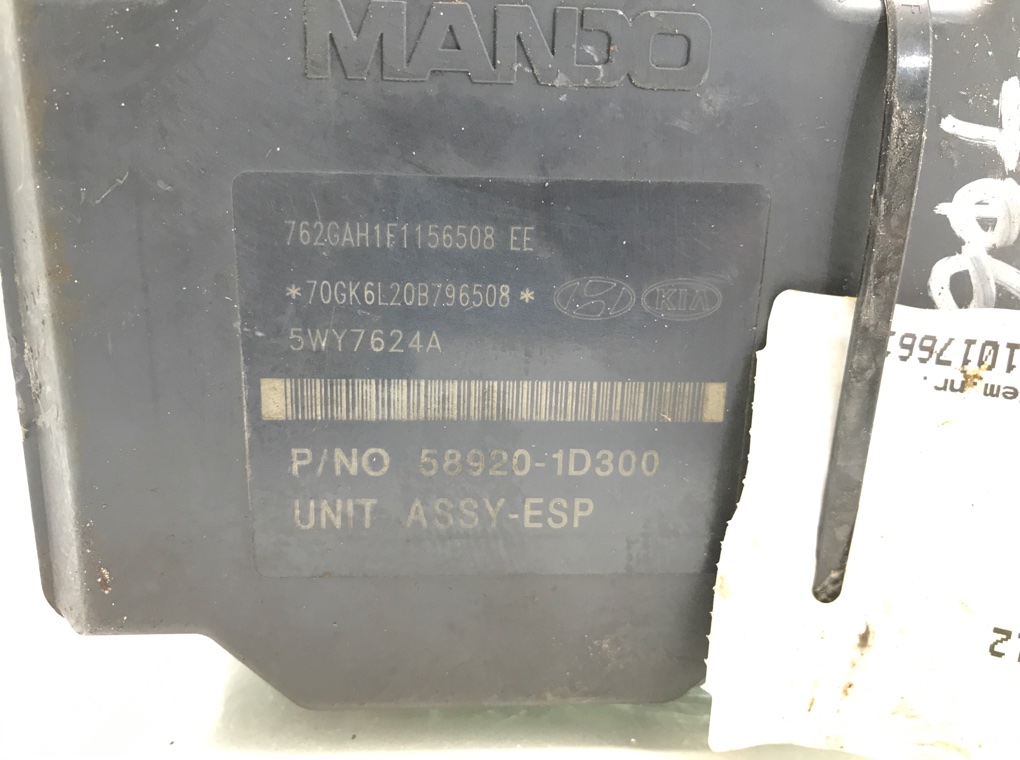 MANDO
762GAH1F1156508 EE
*70GK6L20B796508*
KIA
5WY7624A
P/NO 58920-1D300
UNIT ASSY-ESP